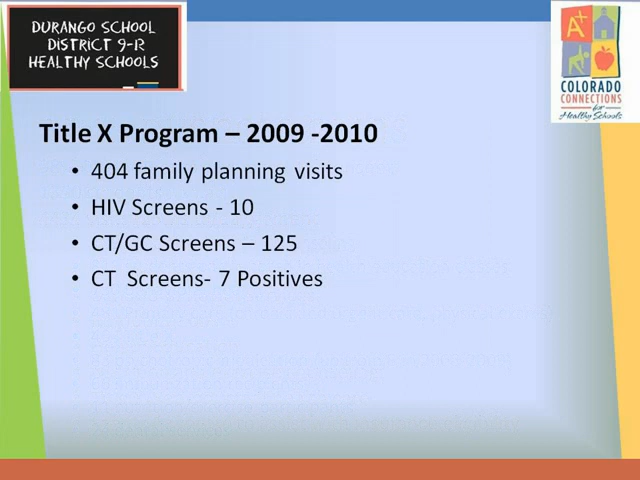 DURANGO SCHOOL
DISTRICT 9-R
HEALTHY SCHOOLS
A+
COLORADO
CONNECTIONS
for
Healthy Schools
Title X Program – 2009 -2010
• 404 family planning visits
• HIV Screens - 10
• CT/GC Screens – 125
• CT Screens- 7 Positives